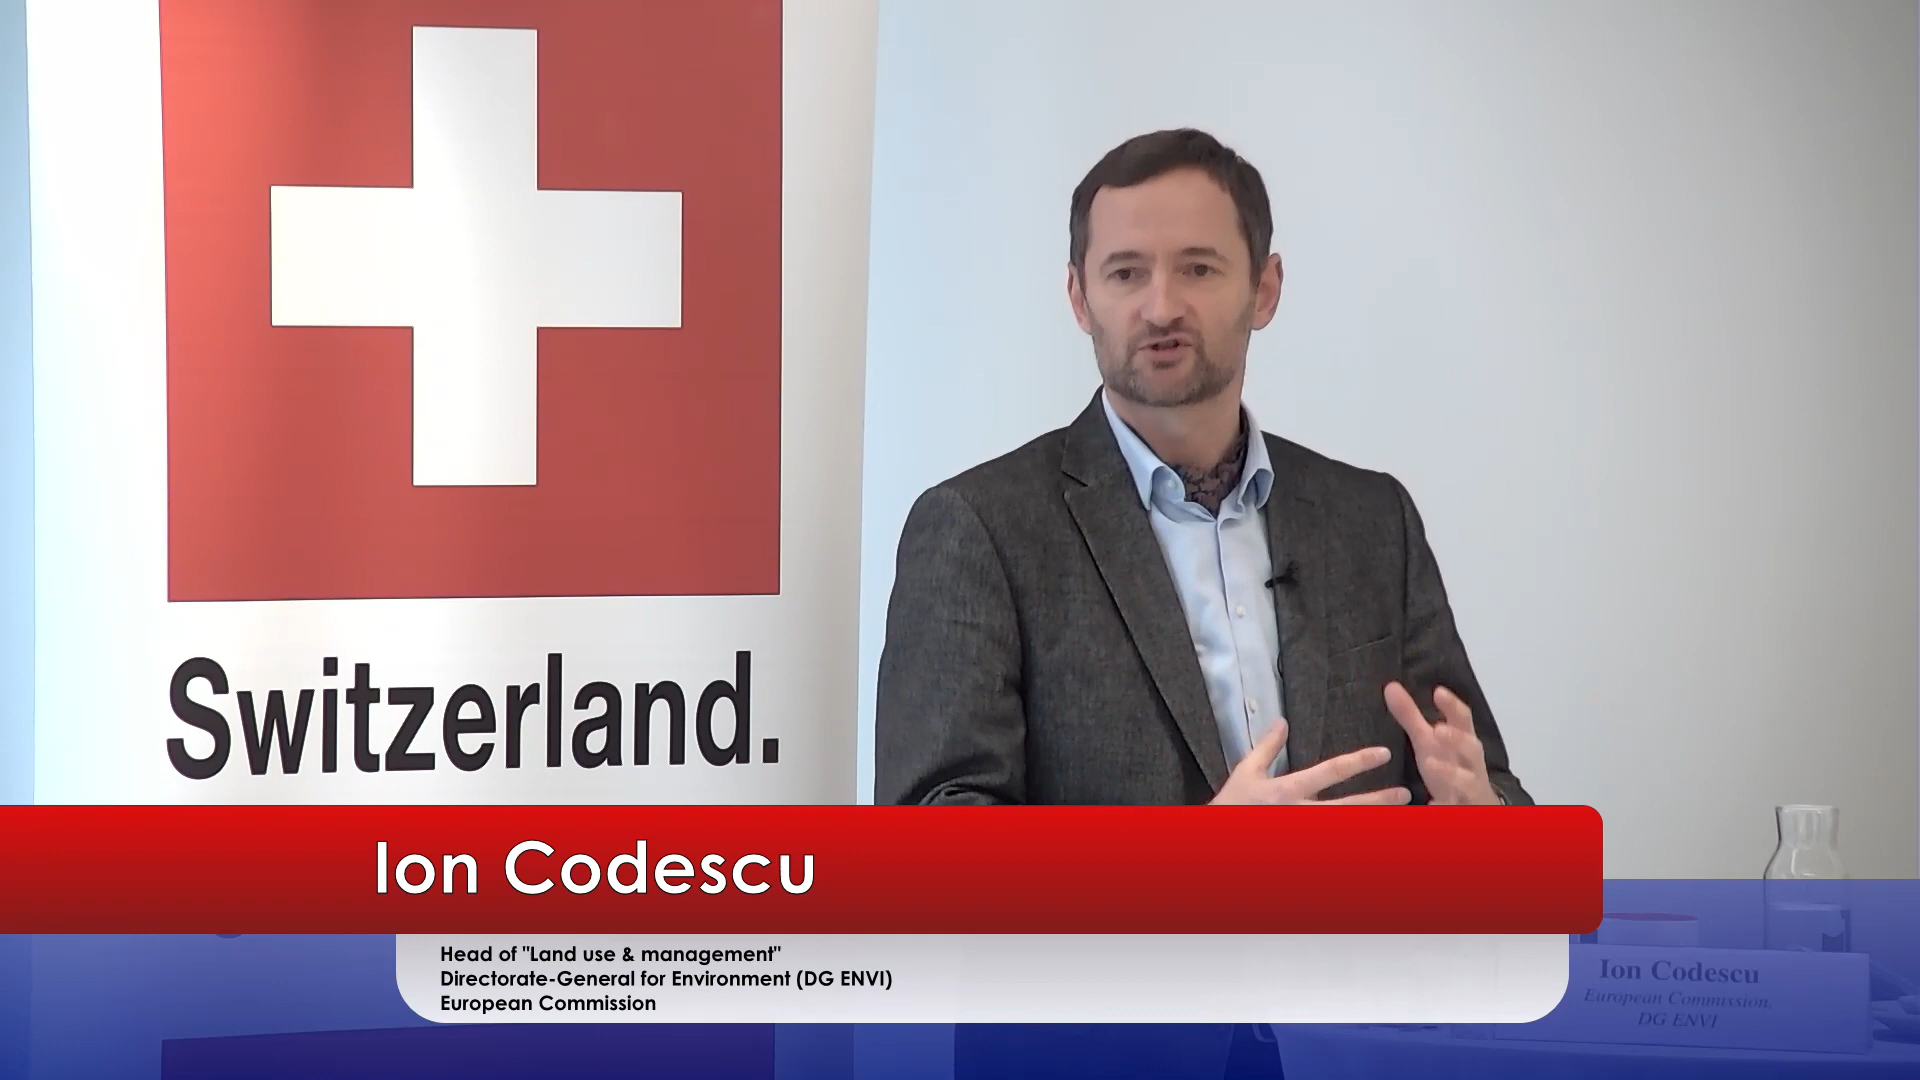 Switzerland.
Ion Codescu
Head of "Land use & management"
Directorate-General for Environment (DG ENVI)
European Commission
Ion Codescu
European Commission,
DG ENVI